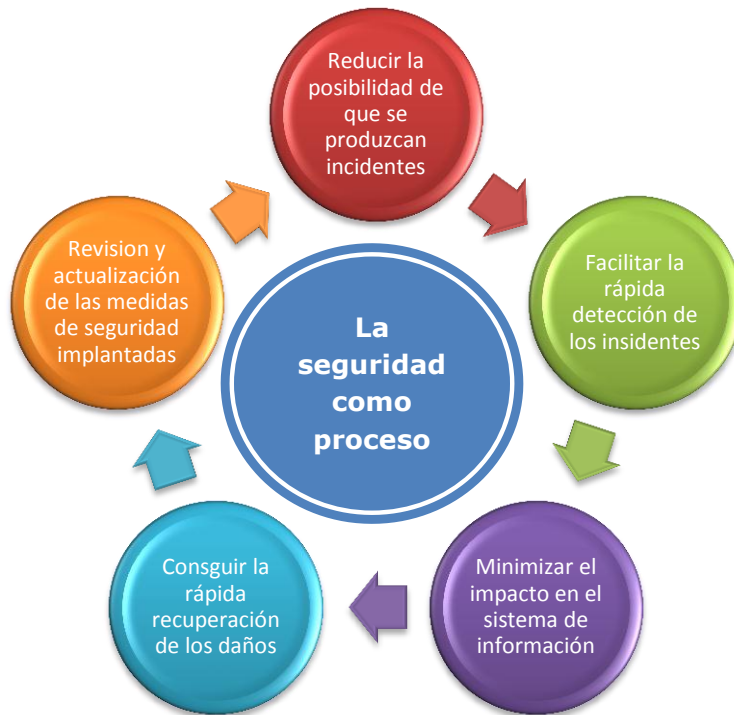 Reducir la
posibilidad de
que se
produzcan
incidentes
Facilitar la
rápida
detección de
los insidentes
Minimizar el
impacto en el
sistema de
información
Consguir la
rápida
recuperación
de los daños
Revision y
actualización
de las medidas
de seguridad
implantadas
La
seguridad
como
proceso